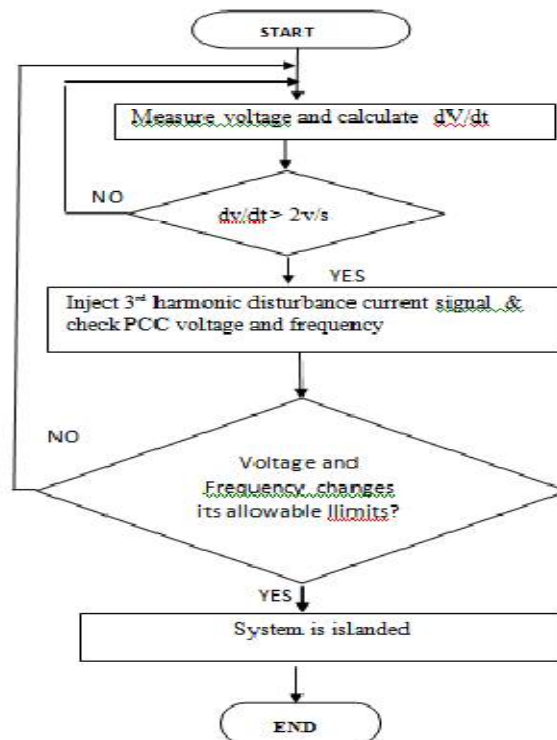 START
Measure voltage and calculate dV/dt
NO
dv/dt> 2v/s
YES
Inject 3rd harmonic disturbance current signal &
check PCC voltage and frequency
NO
Voltage and
Frequency changes
its allowable llimits?
YES
System is islanded
END